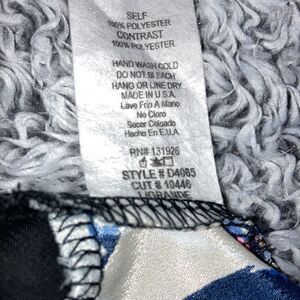 SELF
100% POLYESTER
CONTRAST
100% POLYESTER
HAND WASH COLD
DO NOT BLEACH
HANG OR LINE DRY
MADE IN U.S.A.
Lave Frio A Mano
No Cloro
Secar Colgado
Hecho En E.U.A.
RN# 131926
STYLE # D4085
CUT # 10446